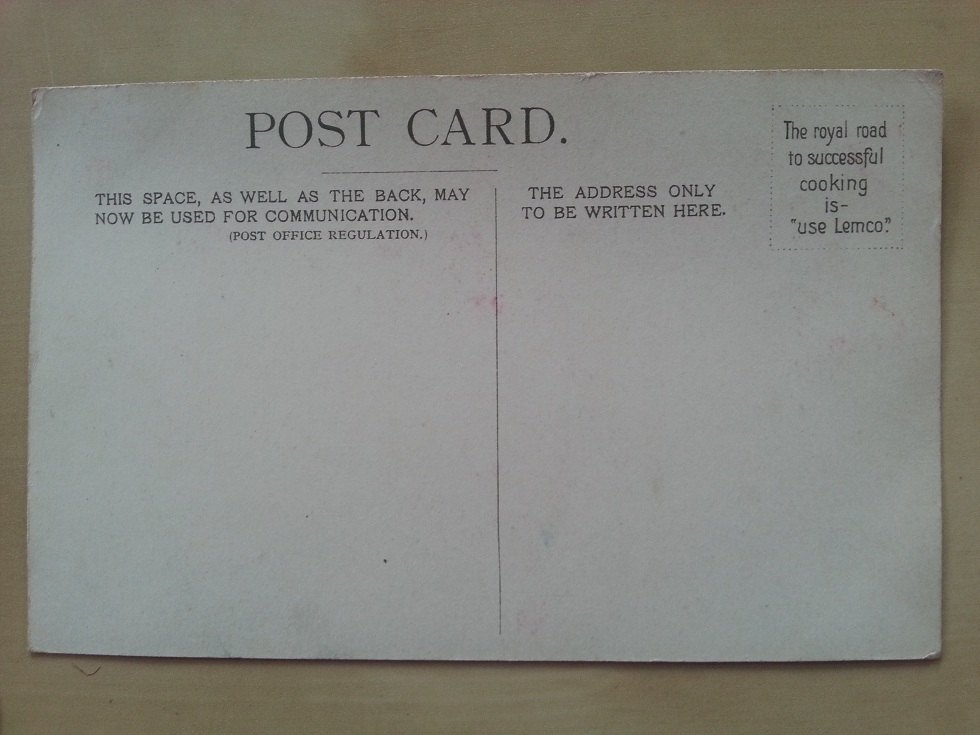 POST CARD.
THIS SPACE, AS WELL AS THE BACK, MAY
NOW BE USED FOR COMMUNICATION.
(POST OFFICE REGULATION.)
THE ADDRESS ONLY
TO BE WRITTEN HERE.
The royal road
to successful
cooking
is-
"use Lemco."